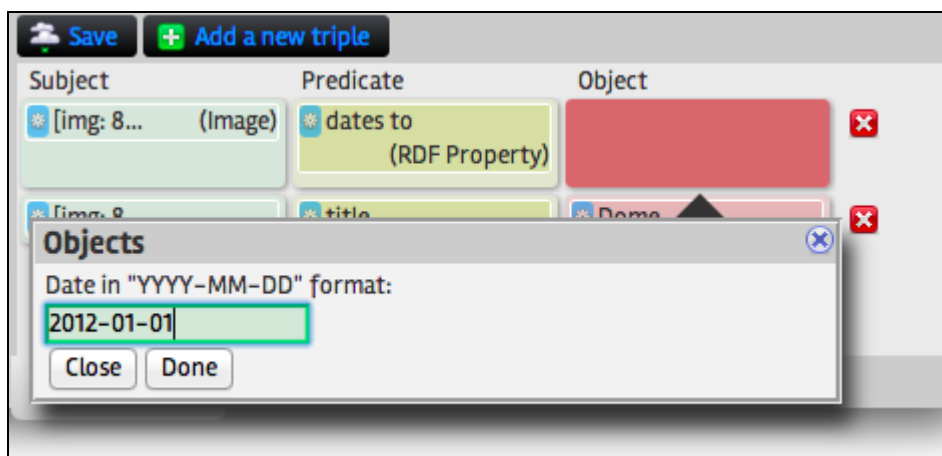 Save Add a new triple
Subject Predicate Object
[img: 8... (Image) dates to
(RDF Property)
title Dome
Objects
Date in "YYYY-MM-DD" format:
2012-01-01
Close Done